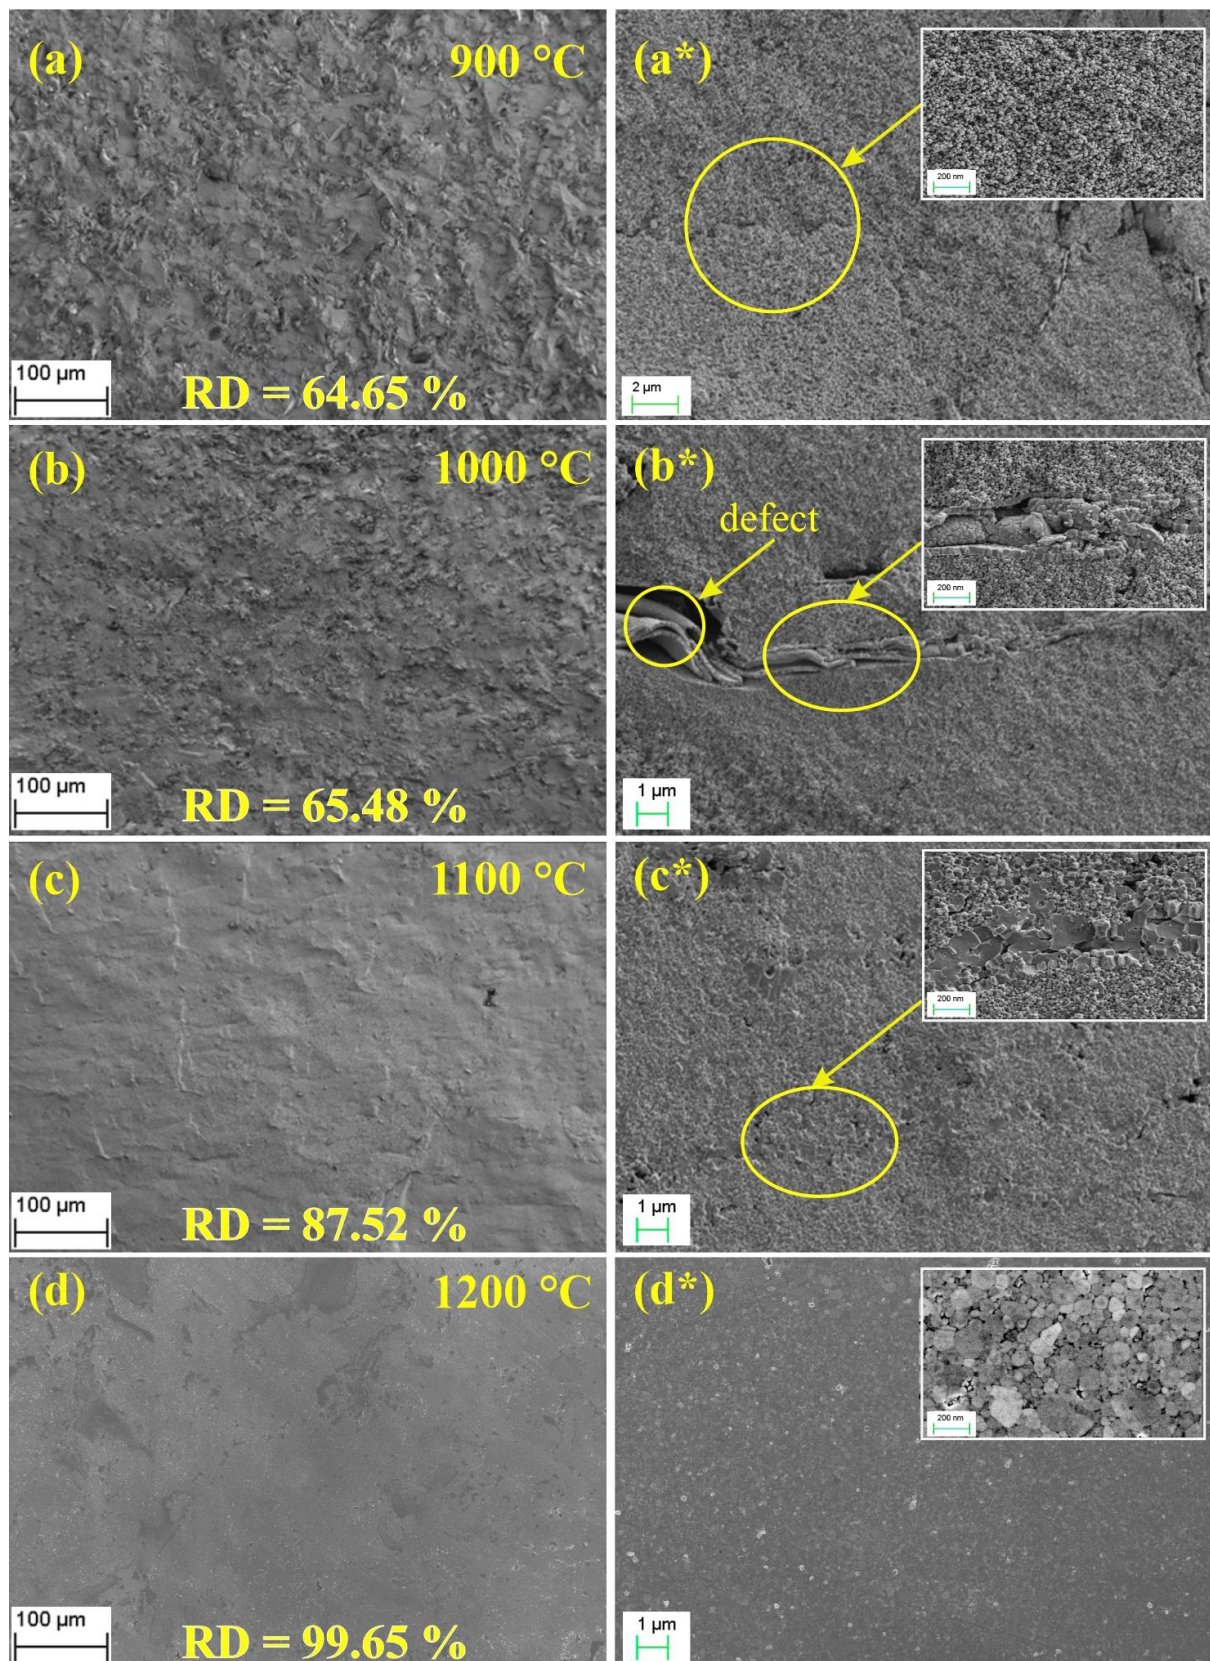 (a)
900 °C
100 µm
RD = 64.65 %
(a*)
200 nm
2 µm
(b)
1000 °C
100 µm
RD = 65.48 %
(b*)
defect
200 nm
1 µm
(c)
1100 °C
100 µm
RD = 87.52 %
(c*)
200 nm
1 µm
(d)
1200 °C
100 µm
RD = 99.65 %
(d*)
200 nm
1 µm